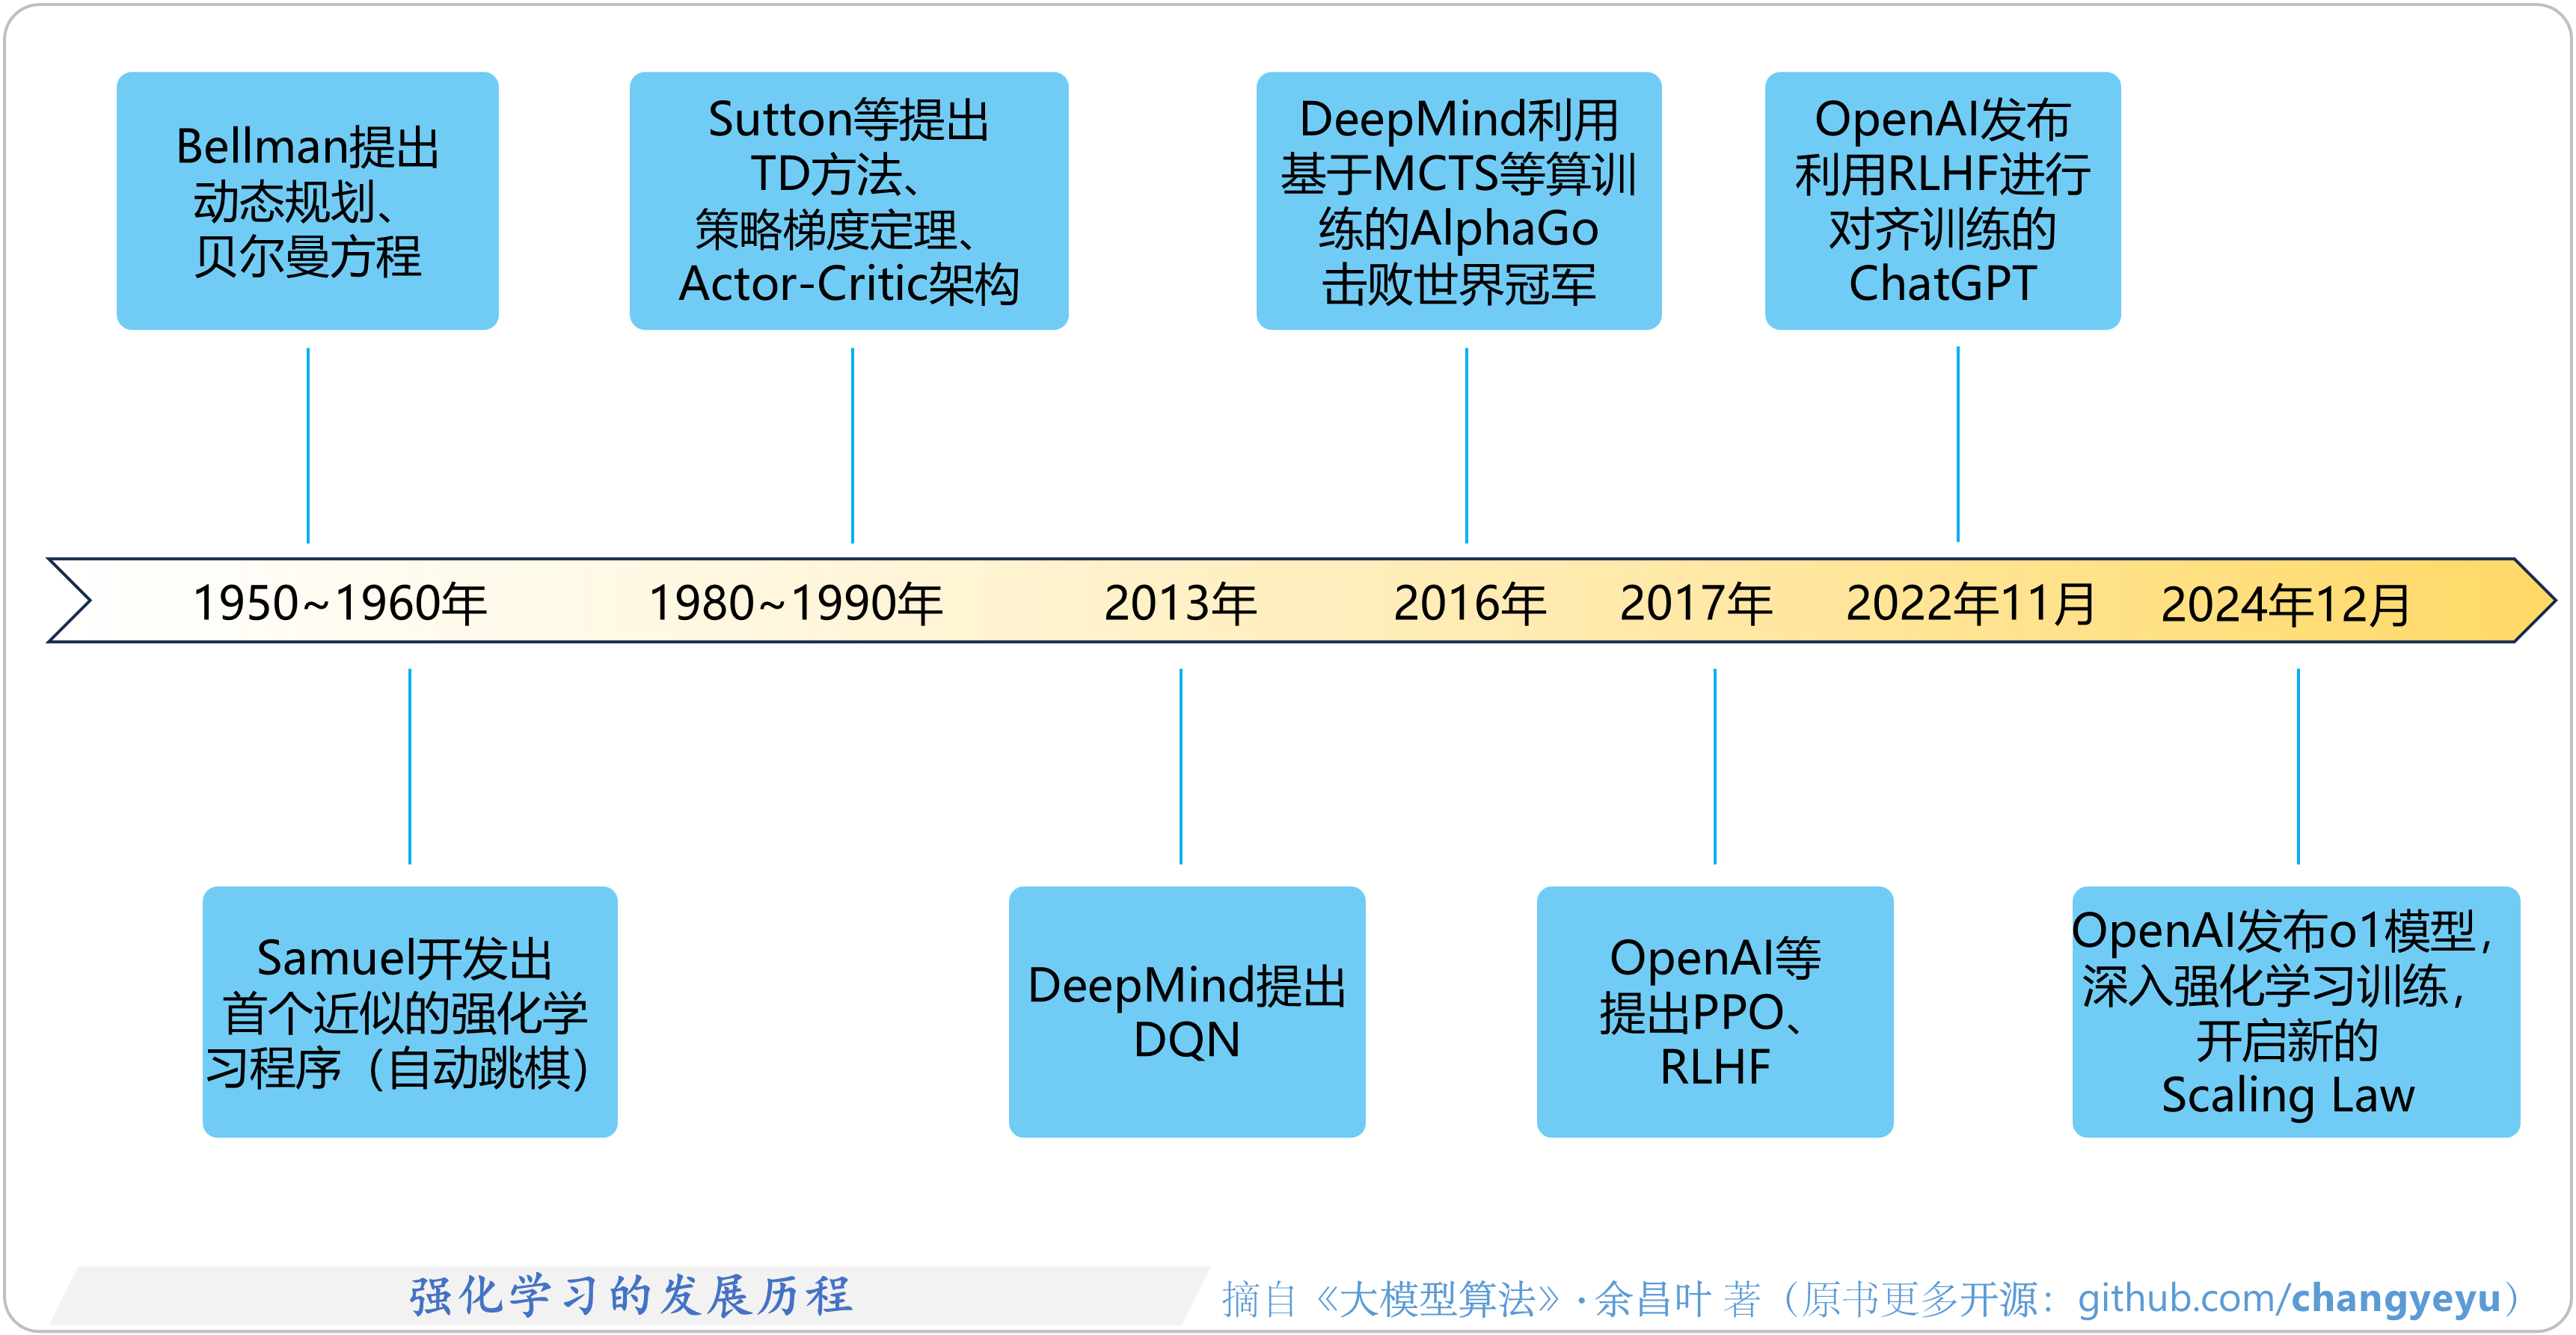 Bellman提出
动态规划、
贝尔曼方程
Sutton等提出
TD方法、
策略梯度定理、
Actor-Critic架构
DeepMind利用
基于MCTS等算训
练的AlphaGo
击败世界冠军
OpenAI发布
利用RLHF进行
对齐训练的
ChatGPT
1950~1960年
1980~1990年
2013年
2016年
2017年
2022年11月
2024年12月
Samuel开发出
首个近似的强化学
习程序（自动跳棋）
DeepMind提出
DQN
OpenAI等
提出PPO、
RLHF
OpenAI发布o1模型，
深入强化学习训练，
开启新的
Scaling Law
强化学习的发展历程
摘自《大模型算法》·余昌叶 著（原书更多开源：github.com/changyeyu）